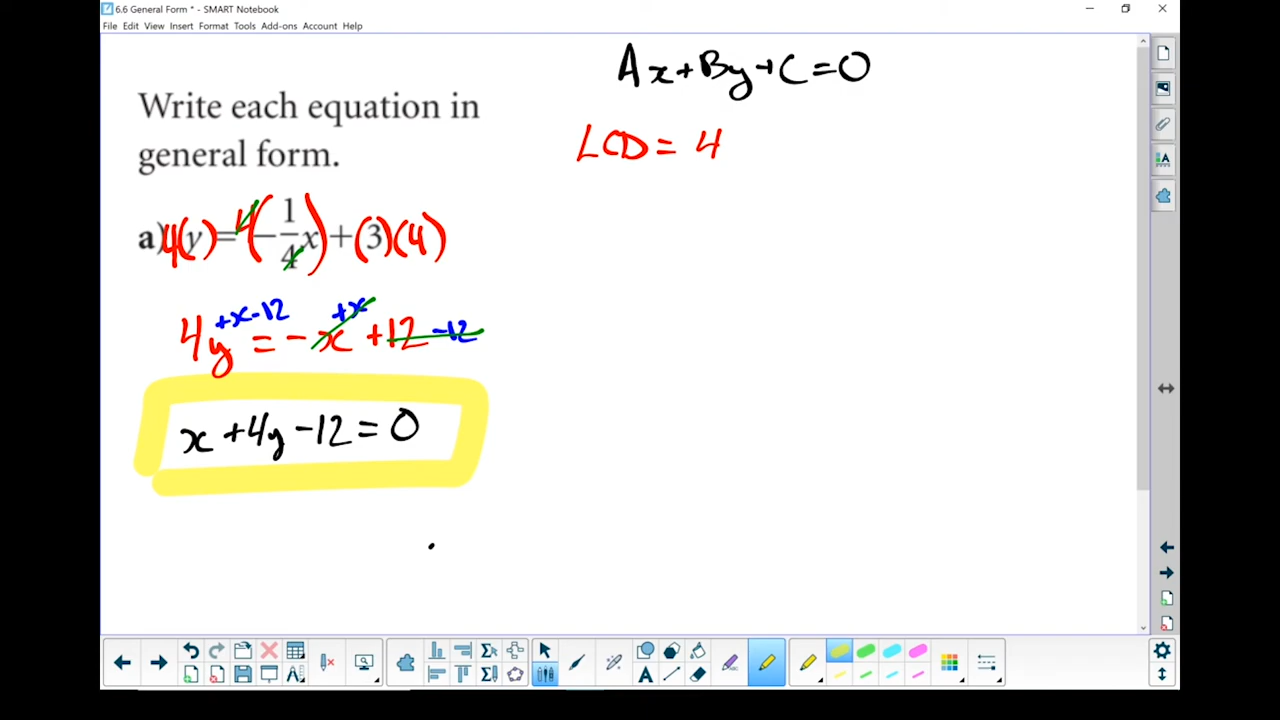 6.6 General Form * - SMART Notebook
File Edit View Insert Format Tools Add-ons Account Help
Ax+By+C=0
Write each equation in
general form.
LCD = 4
a) 4(y) = 4(-1/4x) + (3)(4)
+x-12 +x -12
4y = -x +12
x+4y-12=0